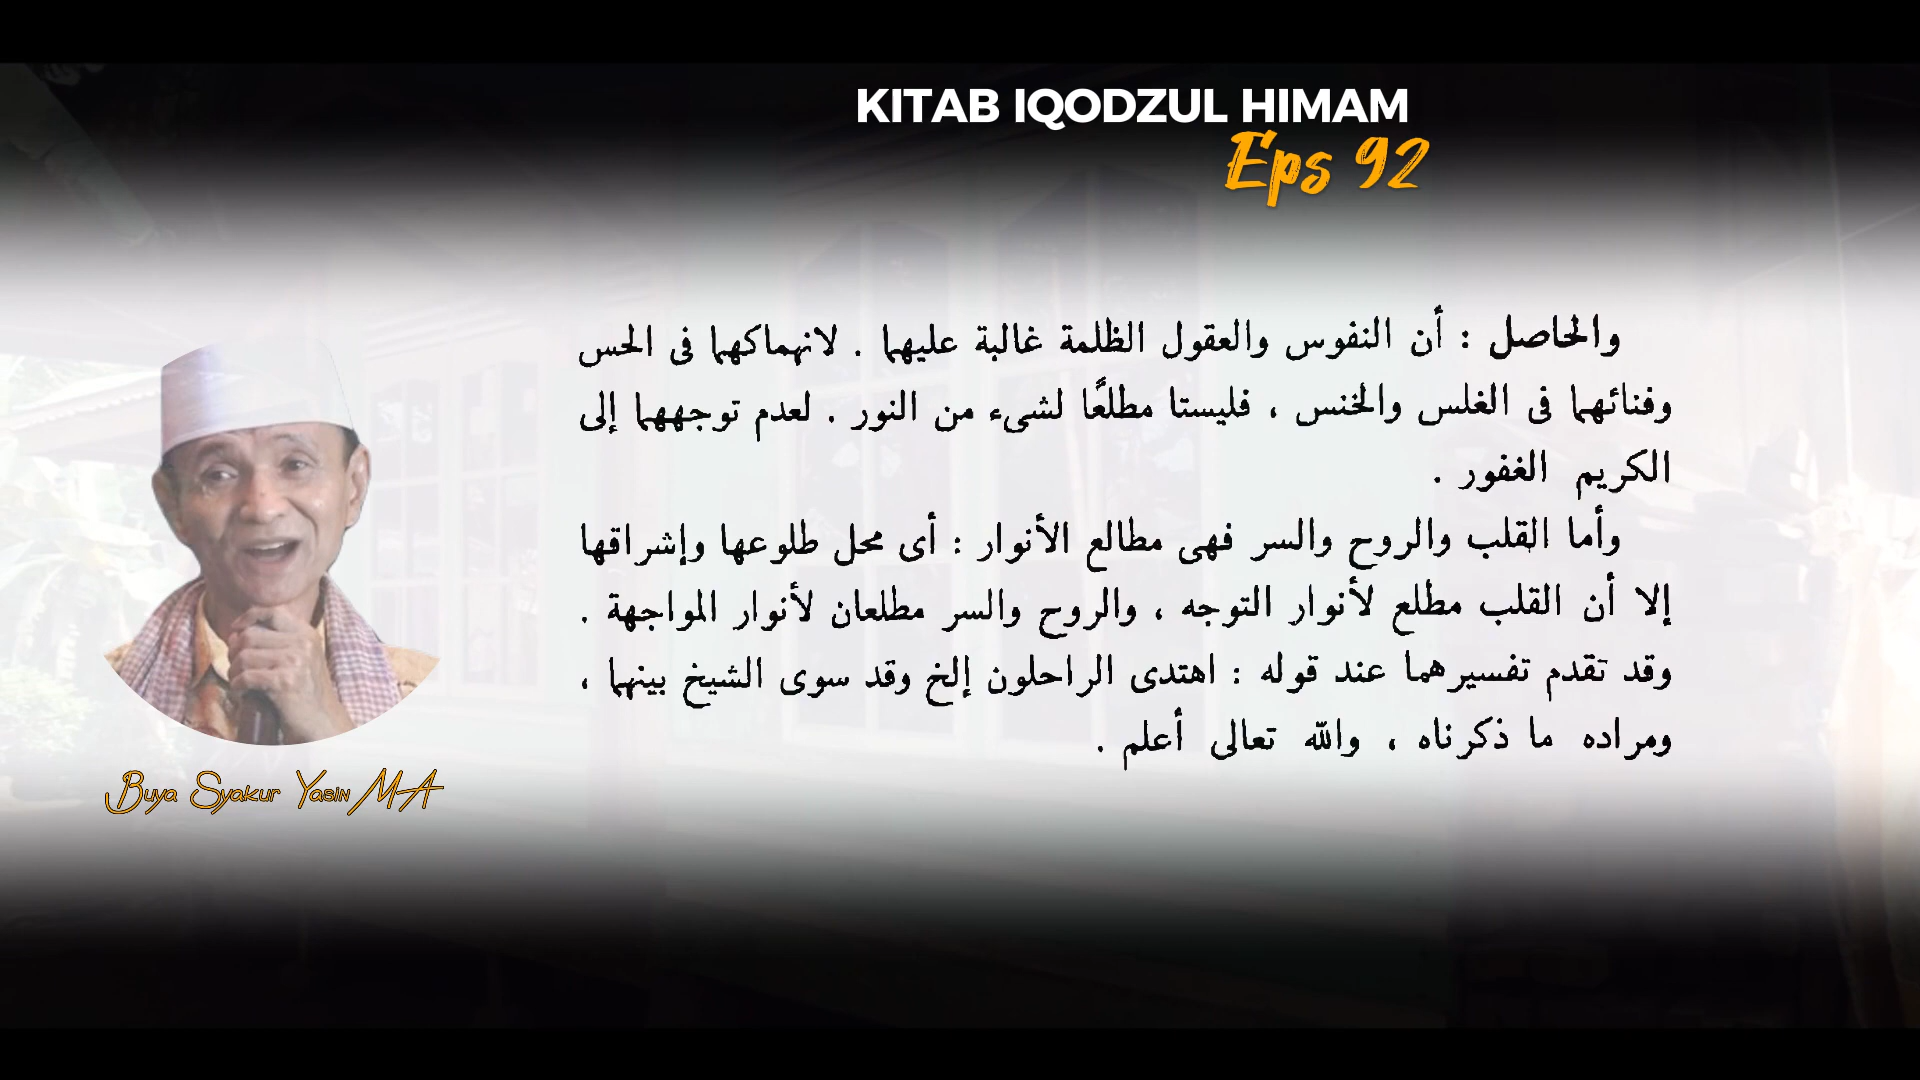 KITAB IQODZUL HIMAM
Eps 92
والحاصل : أن النفوس والعقول الظلمة غالبة عليهما . لانهماكهما فى الحس
وفنائهما فى الغلس والخنس ، فليستا مطلعًا لشىء من النور . لعدم توجههما إلى
الكريم الغفور .
وأما القلب والروح والسر فهى مطالع الأنوار : أى محل طلوعها وإشراقها
إلا أن القلب مطلع لأنوار التوجه ، والروح والسر مطلعان لأنوار المواجهة .
وقد تقدم تفسيرهما عند قوله : اهتدى الراحلون إلخ وقد سوى الشيخ بينهما ،
ومراده ما ذكرناه ، والله تعالى أعلم .
Buya Syakur Yasin MA